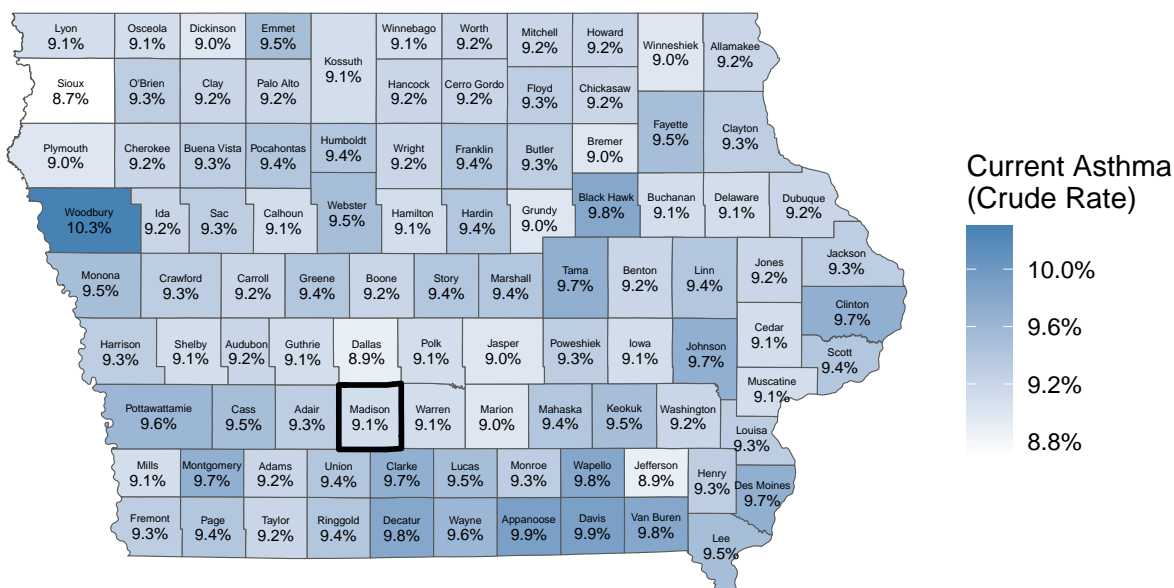 Lyon
9.1%
Osceola
9.1%
Dickinson
9.0%
Emmet
9.5%
Kossuth
9.1%
Winnebago
9.1%
Worth
9.2%
Mitchell
9.2%
Howard
9.2%
Winneshiek
9.0%
Allamakee
9.2%
Sioux
8.7%
O'Brien
9.3%
Clay
9.2%
Palo Alto
9.2%
Hancock
9.2%
Cerro Gordo
9.2%
Floyd
9.3%
Chickasaw
9.2%
Fayette
9.5%
Clayton
9.3%
Plymouth
9.0%
Cherokee
9.2%
Buena Vista
9.3%
Pocahontas
9.4%
Humboldt
9.4%
Wright
9.2%
Franklin
9.4%
Butler
9.3%
Bremer
9.0%
Woodbury
10.3%
Ida
9.2%
Sac
9.3%
Calhoun
9.1%
Webster
9.5%
Hamilton
9.1%
Hardin
9.4%
Grundy
9.0%
Black Hawk
9.8%
Buchanan
9.1%
Delaware
9.1%
Dubuque
9.2%
Monona
9.5%
Crawford
9.3%
Carroll
9.2%
Greene
9.4%
Boone
9.2%
Story
9.4%
Marshall
9.4%
Tama
9.7%
Benton
9.2%
Linn
9.4%
Jones
9.2%
Jackson
9.3%
Clinton
9.7%
Harrison
9.3%
Shelby
9.1%
Audubon
9.2%
Guthrie
9.1%
Dallas
8.9%
Polk
9.1%
Jasper
9.0%
Poweshiek
9.3%
Iowa
9.1%
Johnson
9.7%
Cedar
9.1%
Scott
9.4%
Muscatine
9.1%
Pottawattamie
9.6%
Cass
9.5%
Adair
9.3%
Madison
9.1%
Warren
9.1%
Marion
9.0%
Mahaska
9.4%
Keokuk
9.5%
Washington
9.2%
Louisa
9.3%
Mills
9.1%
Montgomery
9.7%
Adams
9.2%
Union
9.4%
Clarke
9.7%
Lucas
9.5%
Monroe
9.3%
Wapello
9.8%
Jefferson
8.9%
Henry
9.3%
Des Moines
9.7%
Fremont
9.3%
Page
9.4%
Taylor
9.2%
Ringgold
9.4%
Decatur
9.8%
Wayne
9.6%
Appanoose
9.9%
Davis
9.9%
Van Buren
9.8%
Lee
9.5%
Current Asthma
(Crude Rate)
10.0%
9.6%
9.2%
8.8%